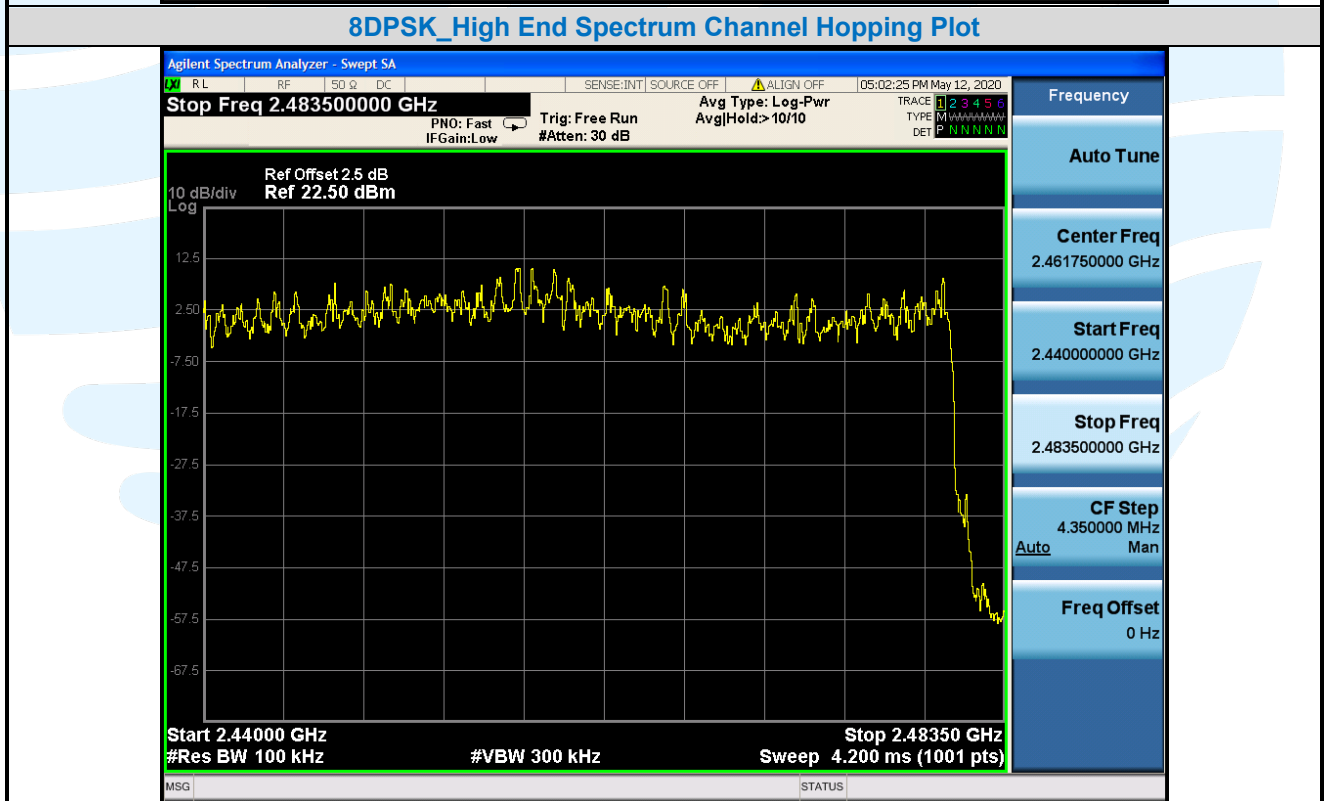 8DPSK_High End Spectrum Channel Hopping Plot
Agilent Spectrum Analyzer - Swept SA
LXI RL RF 50 Ω DC SENSE:INT SOURCE OFF ALIGN OFF 05:02:25 PM May 12, 2020
Stop Freq 2.483500000 GHz
PNO: Fast
IFGain:Low
Trig: Free Run
#Atten: 30 dB
Avg Type: Log-Pwr
Avg|Hold:>10/10
TRACE 1 2 3 4 5 6
TYPE M WWWWW
DET P N N N N N
Ref Offset 2.5 dB
10 dB/div Ref 22.50 dBm
Log
12.5
2.50
-7.50
-17.5
-27.5
-37.5
-47.5
-57.5
-67.5
Start 2.44000 GHz Stop 2.48350 GHz
#Res BW 100 kHz #VBW 300 kHz Sweep 4.200 ms (1001 pts)
MSG STATUS
Frequency
Auto Tune
Center Freq
2.461750000 GHz
Start Freq
2.440000000 GHz
Stop Freq
2.483500000 GHz
CF Step
4.350000 MHz
Auto Man
Freq Offset
0 Hz